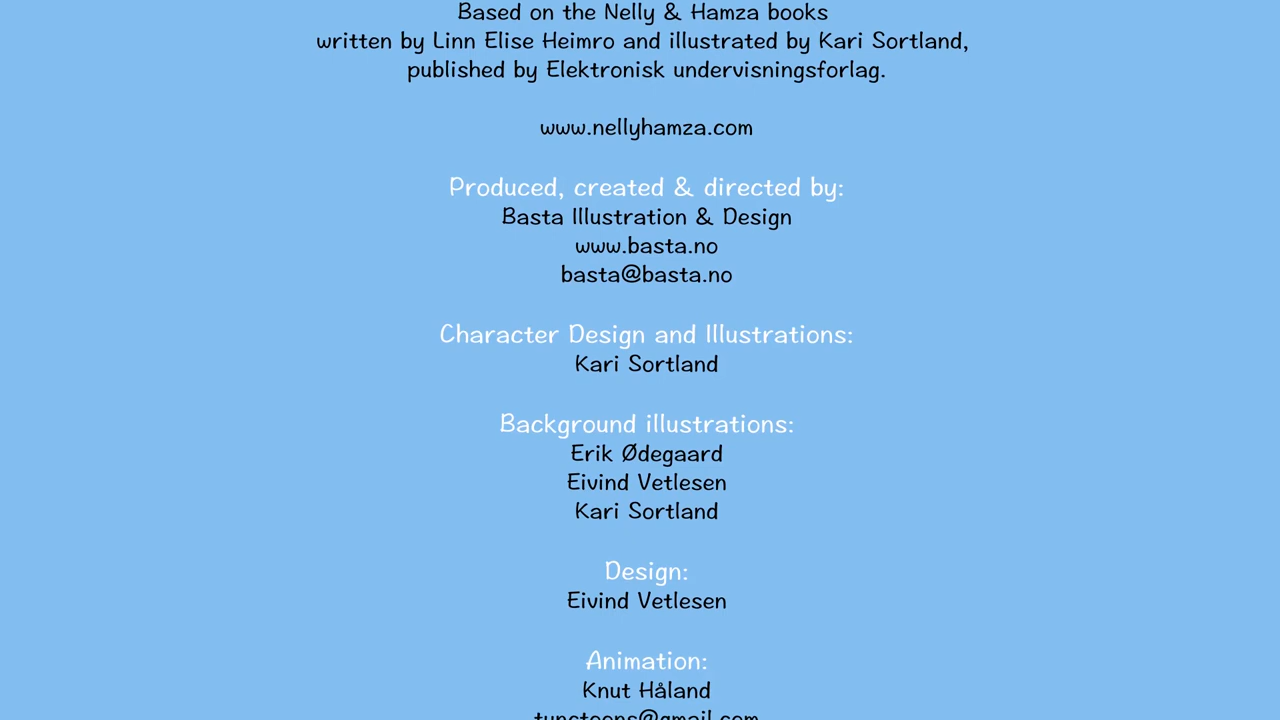 Based on the Nelly & Hamza books
written by Linn Elise Heimro and illustrated by Kari Sortland,
published by Elektronisk undervisningsforlag.
www.nellyhamza.com
Produced, created & directed by:
Basta Illustration & Design
www.basta.no
basta@basta.no
Character Design and Illustrations:
Kari Sortland
Background illustrations:
Erik Ødegaard
Eivind Vetlesen
Kari Sortland
Design:
Eivind Vetlesen
Animation:
Knut Håland